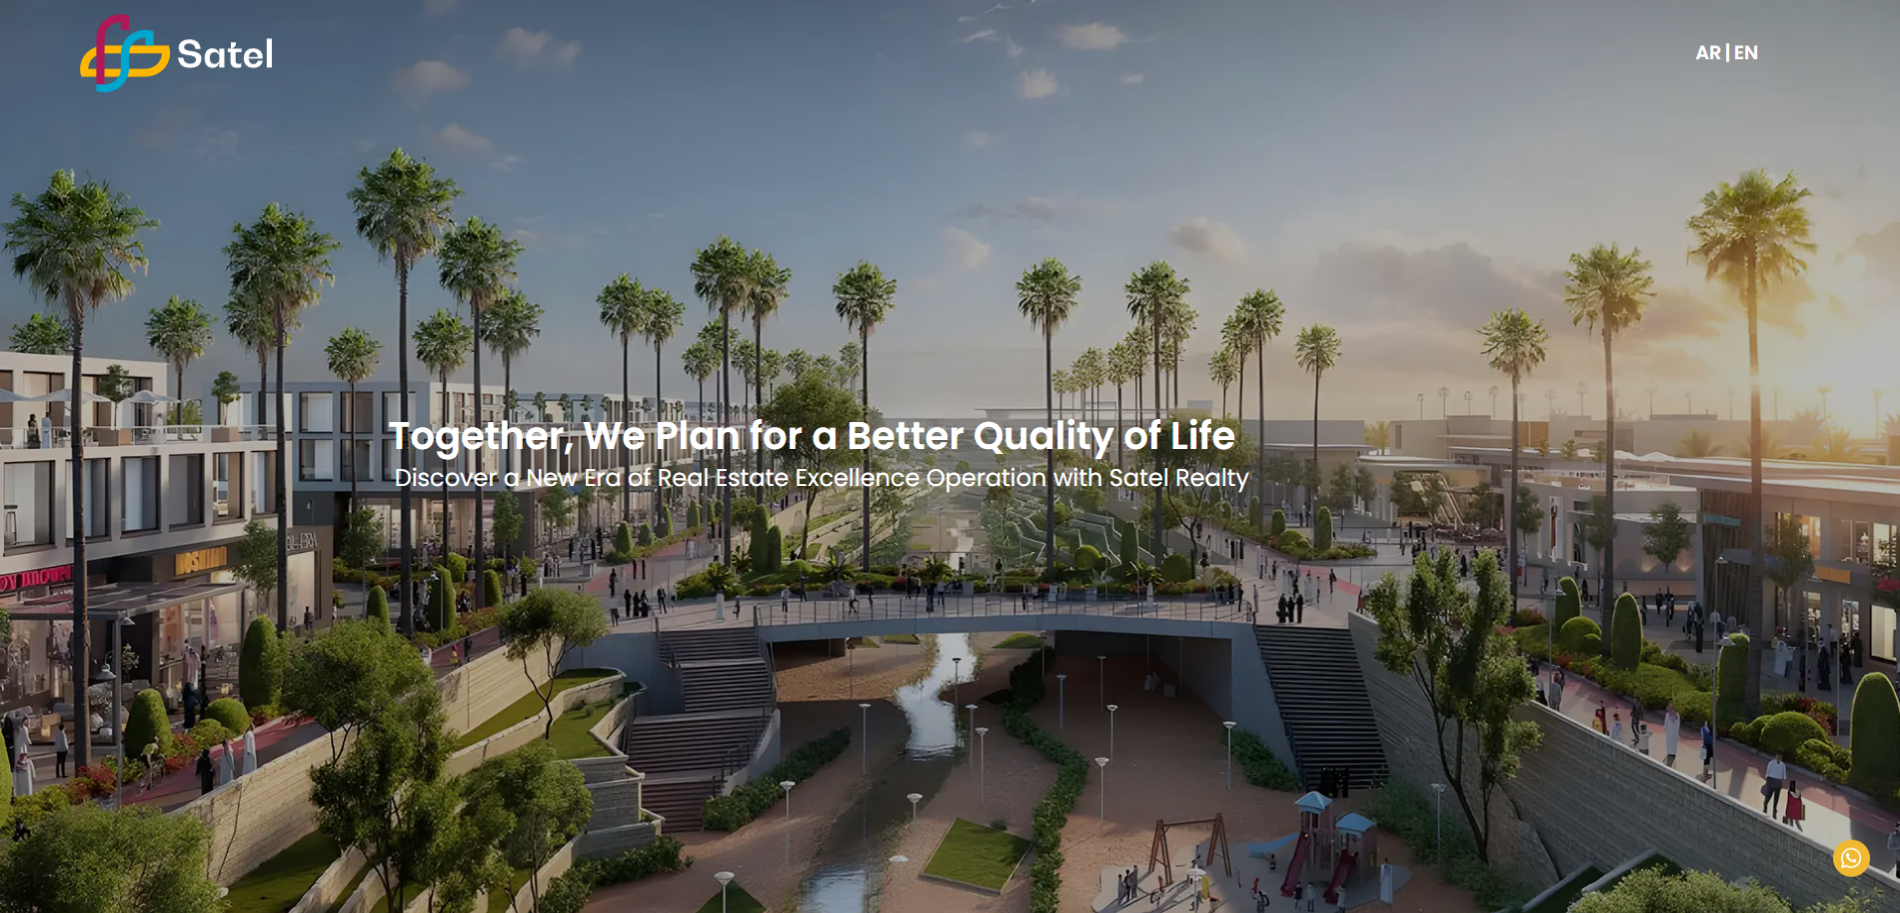 Satel
AR | EN
Together, We Plan for a Better Quality of Life
Discover a New Era of Real Estate Excellence Operation with Satel Realty